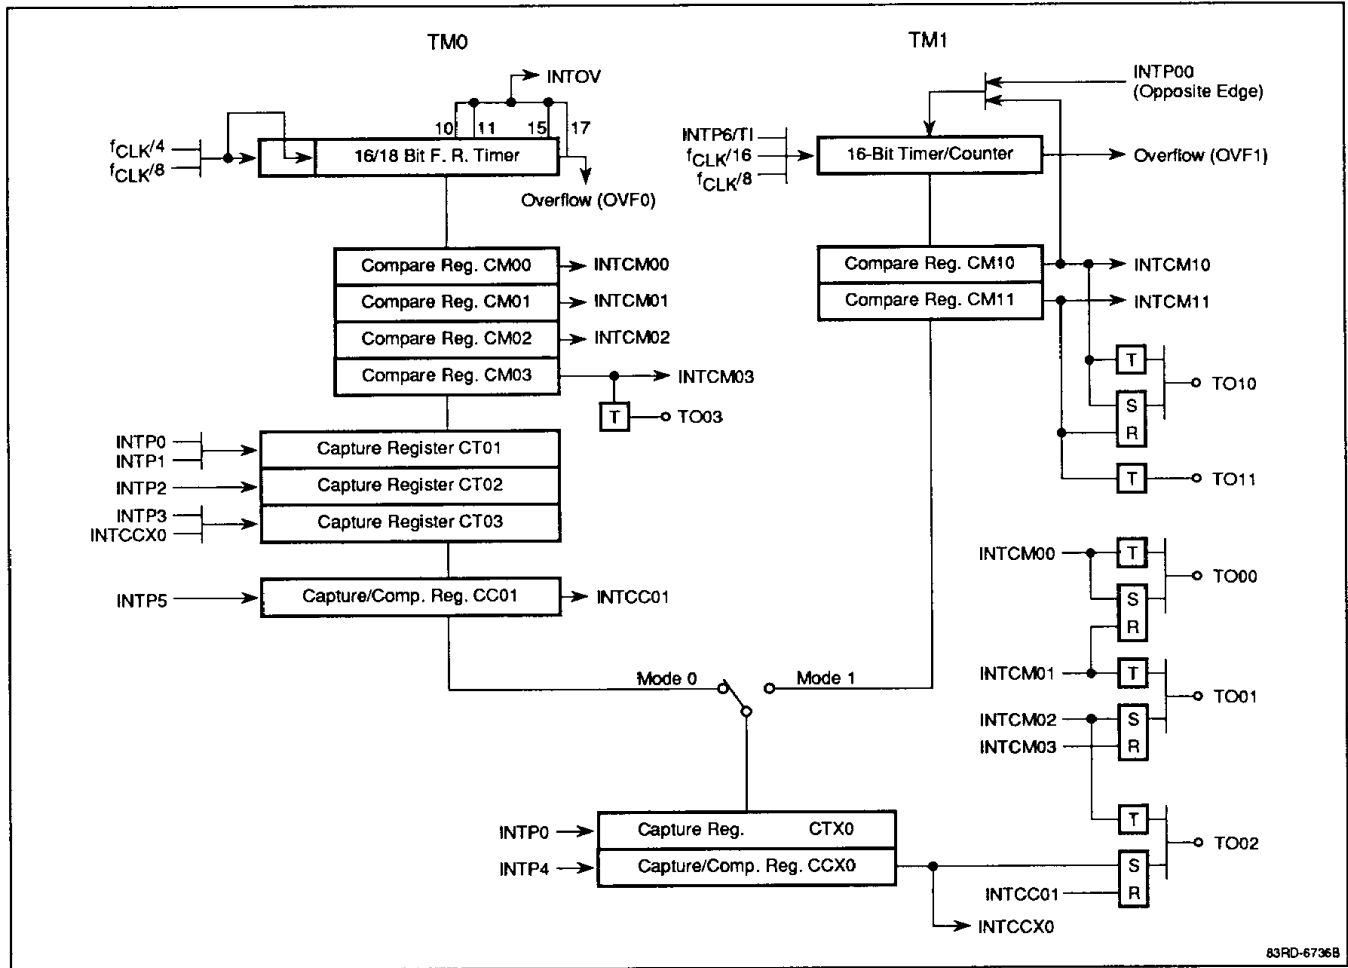 TM0
TM1
INTOV
10 11 15 17
fCLK/4
fCLK/8
16/18 Bit F. R. Timer
Overflow (OVF0)
INTP00
(Opposite Edge)
INTP6/TI
fCLK/16
fCLK/8
16-Bit Timer/Counter
Overflow (OVF1)
Compare Reg. CM00
INTCM00
Compare Reg. CM01
INTCM01
Compare Reg. CM02
INTCM02
Compare Reg. CM03
INTCM03
T
TO03
Compare Reg. CM10
INTCM10
Compare Reg. CM11
INTCM11
T
S
R
TO10
T
TO11
INTP0
INTP1
Capture Register CT01
INTP2
Capture Register CT02
INTP3
INTCCX0
Capture Register CT03
INTP5
Capture/Comp. Reg. CC01
INTCC01
INTCM00
T
S
R
TO00
INTCM01
T
TO01
INTCM02
S
INTCM03
R
Mode 0
Mode 1
T
TO02
S
INTCC01
R
INTP0
Capture Reg. CTX0
INTP4
Capture/Comp. Reg. CCX0
INTCCX0
83RD-6736B